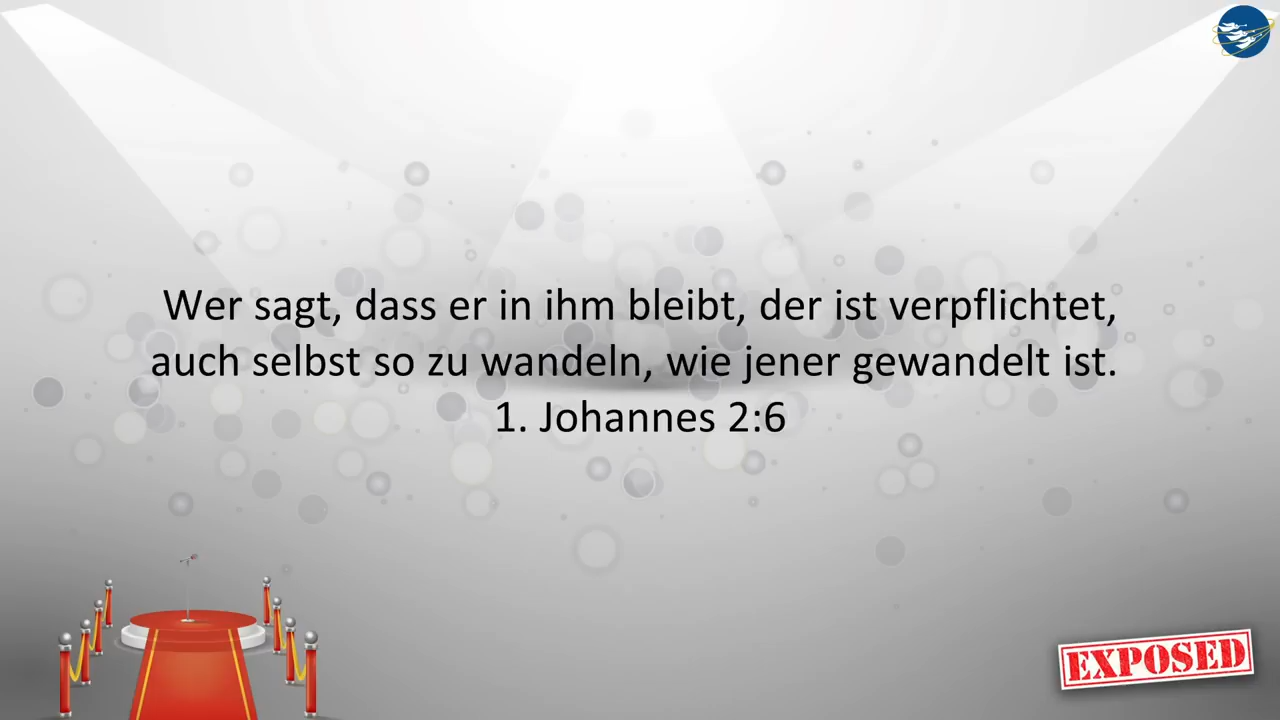 Wer sagt, dass er in ihm bleibt, der ist verpflichtet,
auch selbst so zu wandeln, wie jener gewandelt ist.
1. Johannes 2:6
EXPOSED